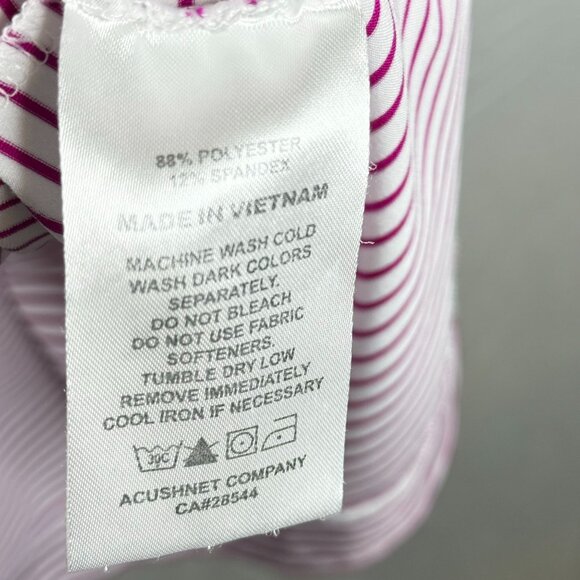 88% POLYESTER
12% SPANDEX
MADE IN VIETNAM
MACHINE WASH COLD
WASH DARK COLORS
SEPARATELY.
DO NOT BLEACH
DO NOT USE FABRIC
SOFTENERS.
TUMBLE DRY LOW
REMOVE IMMEDIATELY
COOL IRON IF NECESSARY
30C
ACUSHNET COMPANY
CA#28544